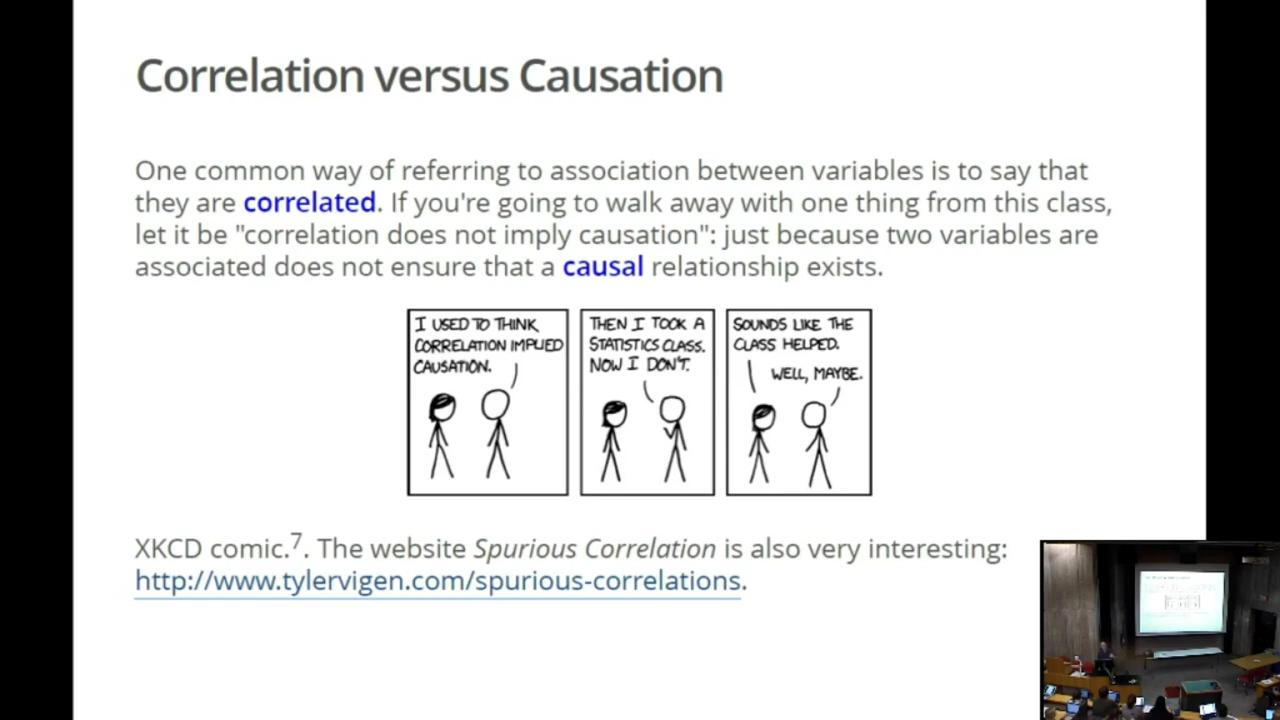 Correlation versus Causation
One common way of referring to association between variables is to say that
they are correlated. If you're going to walk away with one thing from this class,
let it be "correlation does not imply causation": just because two variables are
associated does not ensure that a causal relationship exists.
I USED TO THINK
CORRELATION IMPLIED
CAUSATION.
THEN I TOOK A
STATISTICS CLASS.
NOW I DON'T.
SOUNDS LIKE THE
CLASS HELPED.
WELL, MAYBE.
XKCD comic.7. The website Spurious Correlation is also very interesting:
http://www.tylervigen.com/spurious-correlations.